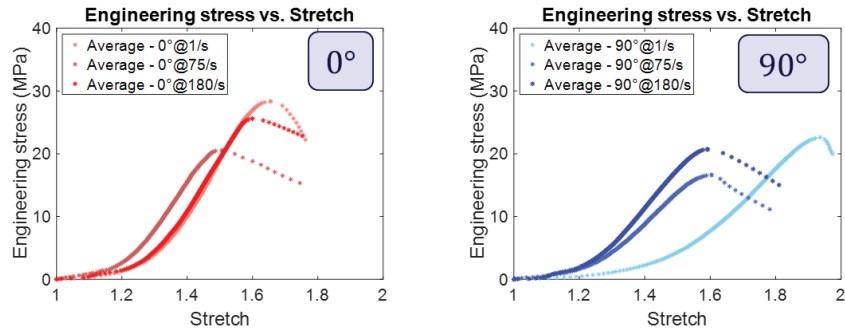 Engineering stress vs. Stretch
Average - 0°@1/s
Average - 0°@75/s
Average - 0°@180/s
0°
Engineering stress (MPa)
40
30
20
10
0
1
1.2
1.4
1.6
1.8
2
Stretch
Engineering stress vs. Stretch
Average - 90°@1/s
Average - 90°@75/s
Average - 90°@180/s
90°
Engineering stress (MPa)
40
30
20
10
0
1
1.2
1.4
1.6
1.8
2
Stretch